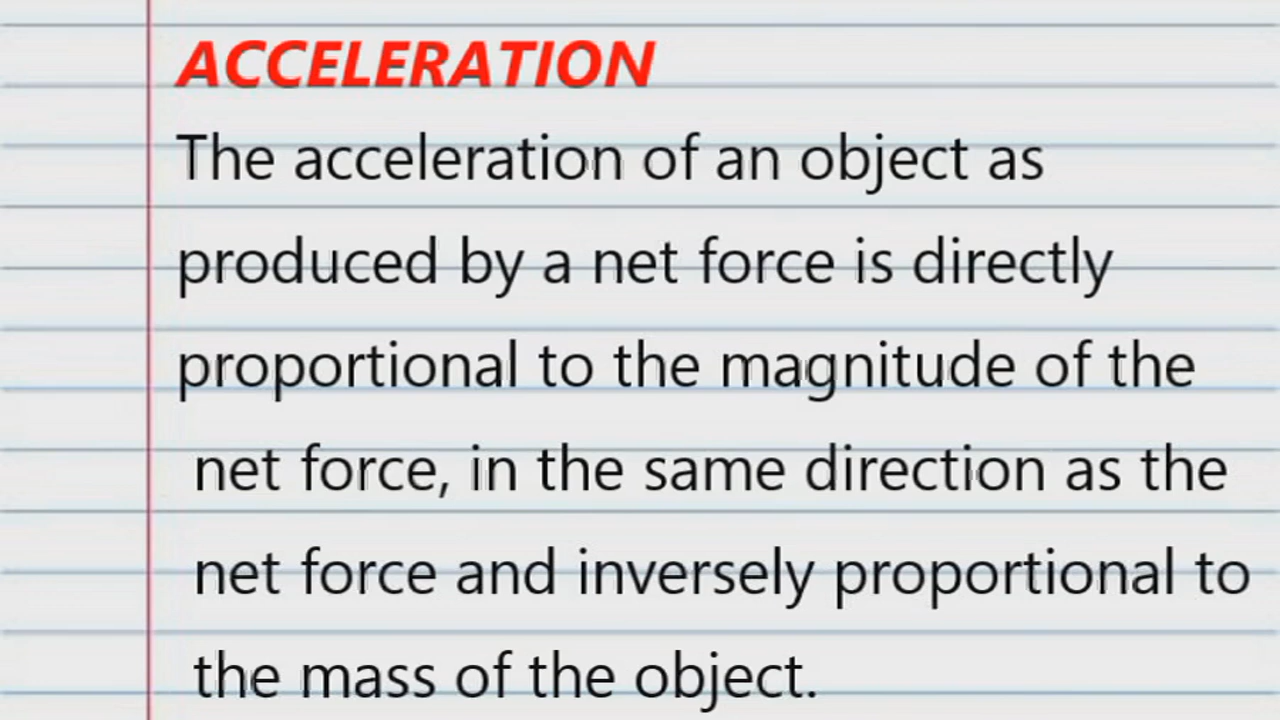 ACCELERATION
The acceleration of an object as
produced by a net force is directly
proportional to the magnitude of the
net force, in the same direction as the
net force and inversely proportional to
the mass of the object.